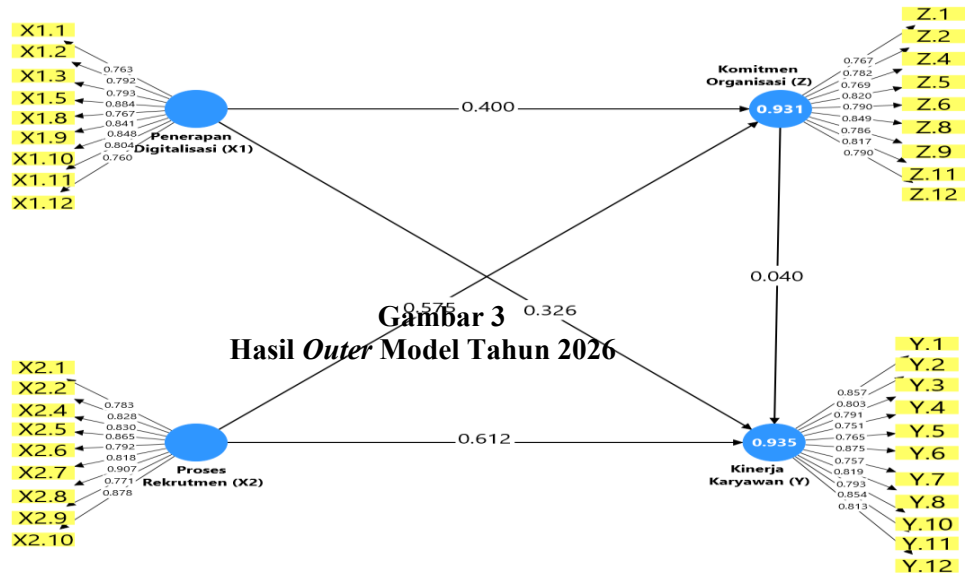 X1.1
X1.2
X1.3
X1.5
X1.8
X1.9
X1.10
X1.11
X1.12
0.763
0.792
0.793
0.884
0.767
0.841
0.848
0.804
0.760
Penerapan
Digitalisasi (X1)
0.400
Komitmen
Organisasi (Z)
0.931
0.767
0.782
0.769
0.820
0.790
0.849
0.786
0.817
0.790
Z.1
Z.2
Z.4
Z.5
Z.6
Z.8
Z.9
Z.11
Z.12
0.040
0.575
0.326
Gambar 3
Hasil Outer Model Tahun 2026
X2.1
X2.2
X2.4
X2.5
X2.6
X2.7
X2.8
X2.9
X2.10
0.783
0.828
0.830
0.865
0.792
0.818
0.907
0.771
0.878
Proses
Rekrutmen (X2)
0.612
0.935
Kinerja
Karyawan (Y)
0.857
0.803
0.791
0.751
0.765
0.875
0.757
0.819
0.793
0.854
0.813
Y.1
Y.2
Y.3
Y.4
Y.5
Y.6
Y.7
Y.8
Y.10
Y.11
Y.12